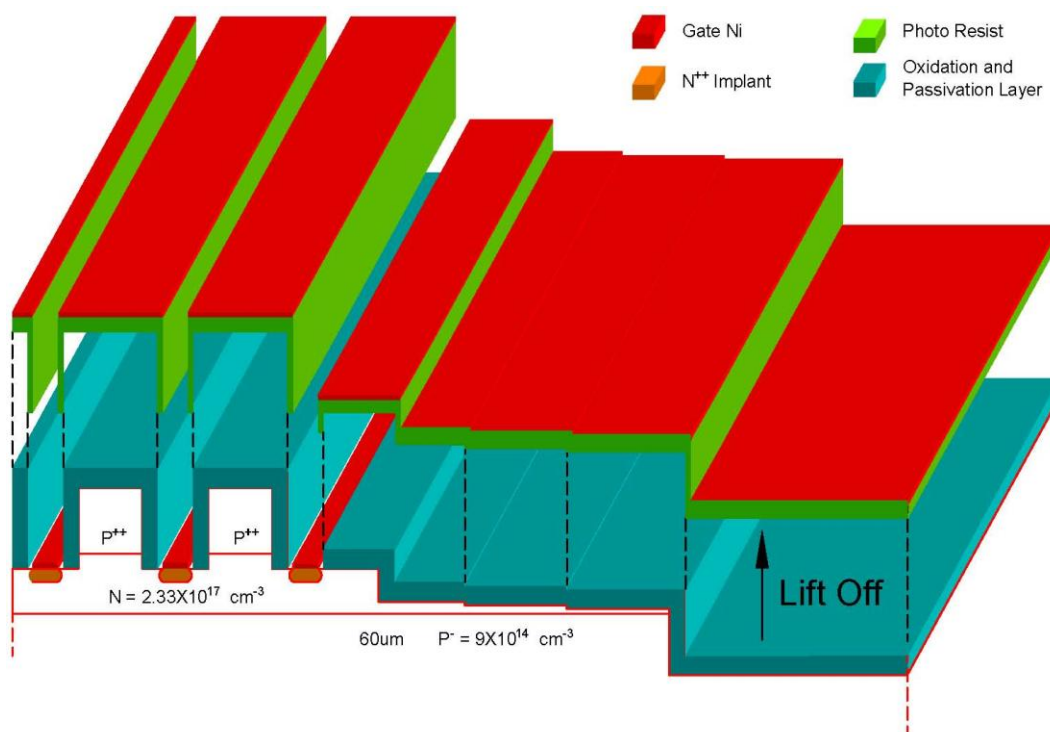 Gate Ni
Photo Resist
N⁺⁺ Implant
Oxidation and
Passivation Layer
P⁺⁺
P⁺⁺
N = 2.33X10¹⁷ cm⁻³
60um P⁻ = 9X10¹⁴ cm⁻³
Lift Off